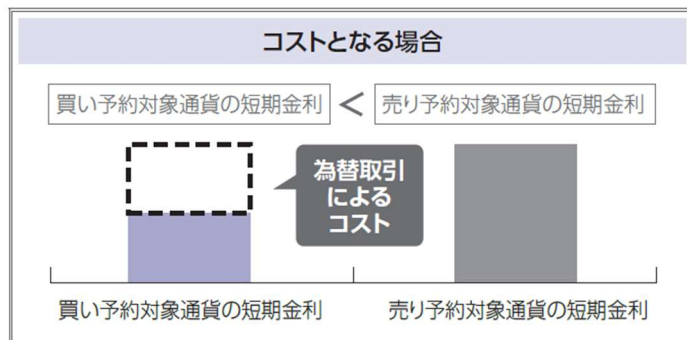 コストとなる場合
買い予約対象通貨の短期金利 < 売り予約対象通貨の短期金利
為替取引
による
コスト
買い予約対象通貨の短期金利
売り予約対象通貨の短期金利